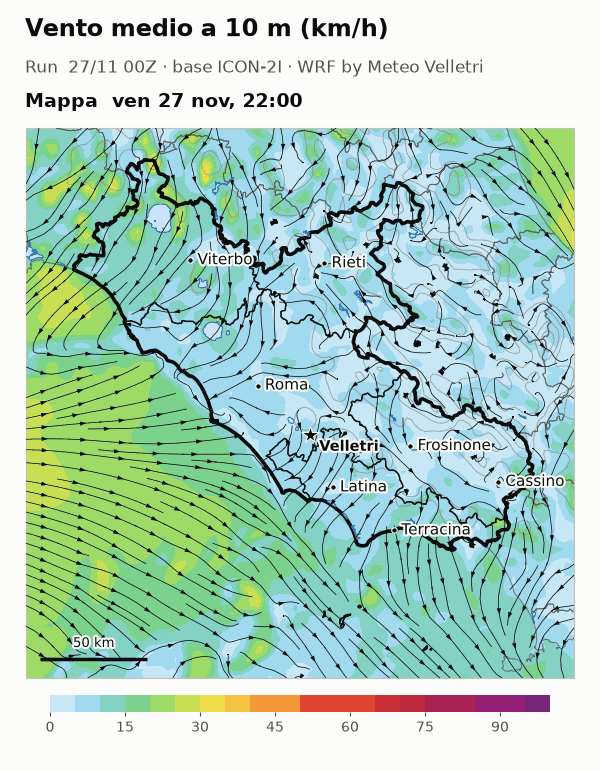 Vento medio a 10 m (km/h)
Run  27/11 00Z · base ICON-2I · WRF by Meteo Velletri
Mappa  ven 27 nov, 22:00
Viterbo
Rieti
Roma
Velletri
Frosinone
Latina
Cassino
Terracina
50 km
0 15 30 45 60 75 90